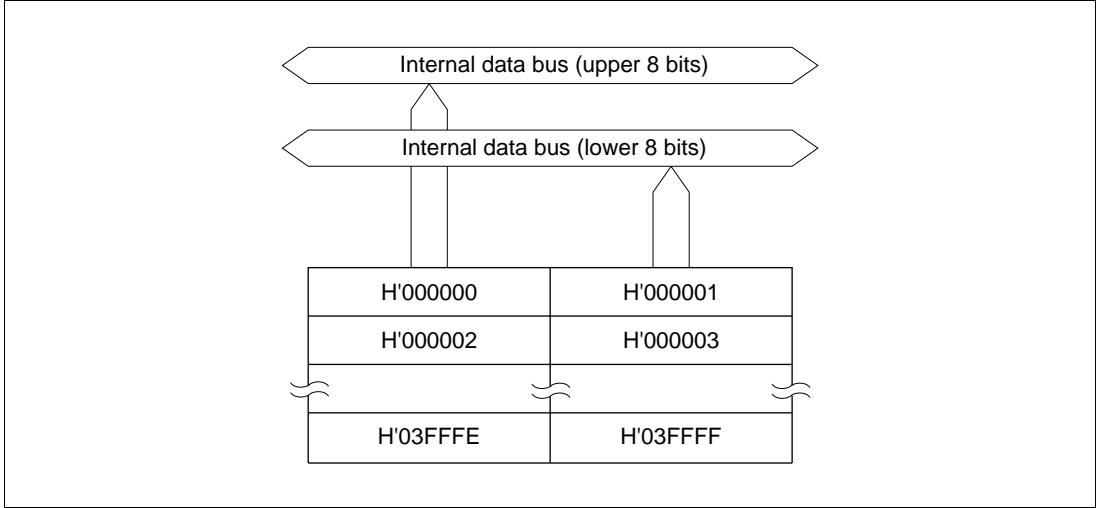 Internal data bus (upper 8 bits)
Internal data bus (lower 8 bits)
H'000000 H'000001
H'000002 H'000003
H'03FFFE H'03FFFF